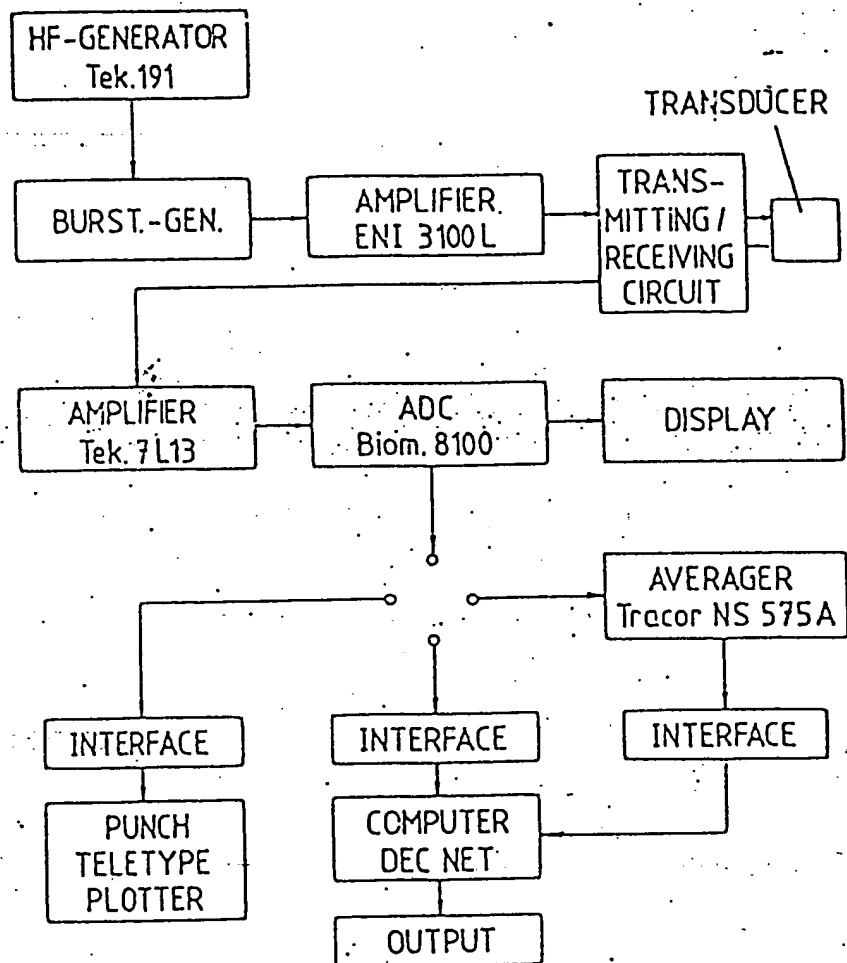 HF-GENERATOR
Tek.191
TRANSDUCER
BURST.-GEN.
AMPLIFIER.
ENI 3100L
TRANS-
MITTING /
RECEIVING
CIRCUIT
AMPLIFIER
Tek. 7L13
ADC
Biom. 8100
DISPLAY
AVERAGER
Tracor NS 575A
INTERFACE
INTERFACE
INTERFACE
PUNCH
TELETYPE
PLOTTER
COMPUTER
DEC NET
OUTPUT